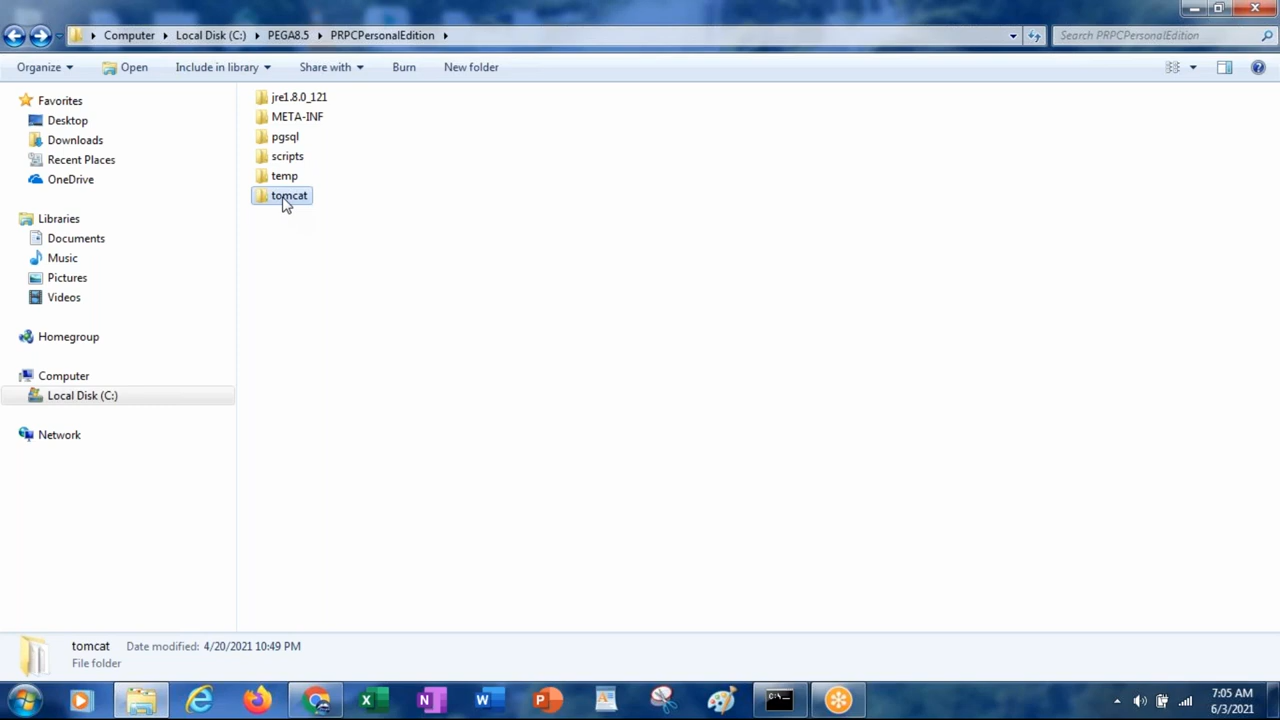 Computer Local Disk (C:) PEGA8.5 PRPCPersonalEdition Search PRPCPersonalEdition
Organize Open Include in library Share with Burn New folder
Favorites
Desktop
Downloads
Recent Places
OneDrive
Libraries
Documents
Music
Pictures
Videos
Homegroup
Computer
Local Disk (C:)
Network
jre1.8.0_121
META-INF
pgsql
scripts
temp
tomcat
tomcat Date modified: 4/20/2021 10:49 PM
File folder
7:05 AM
6/3/2021